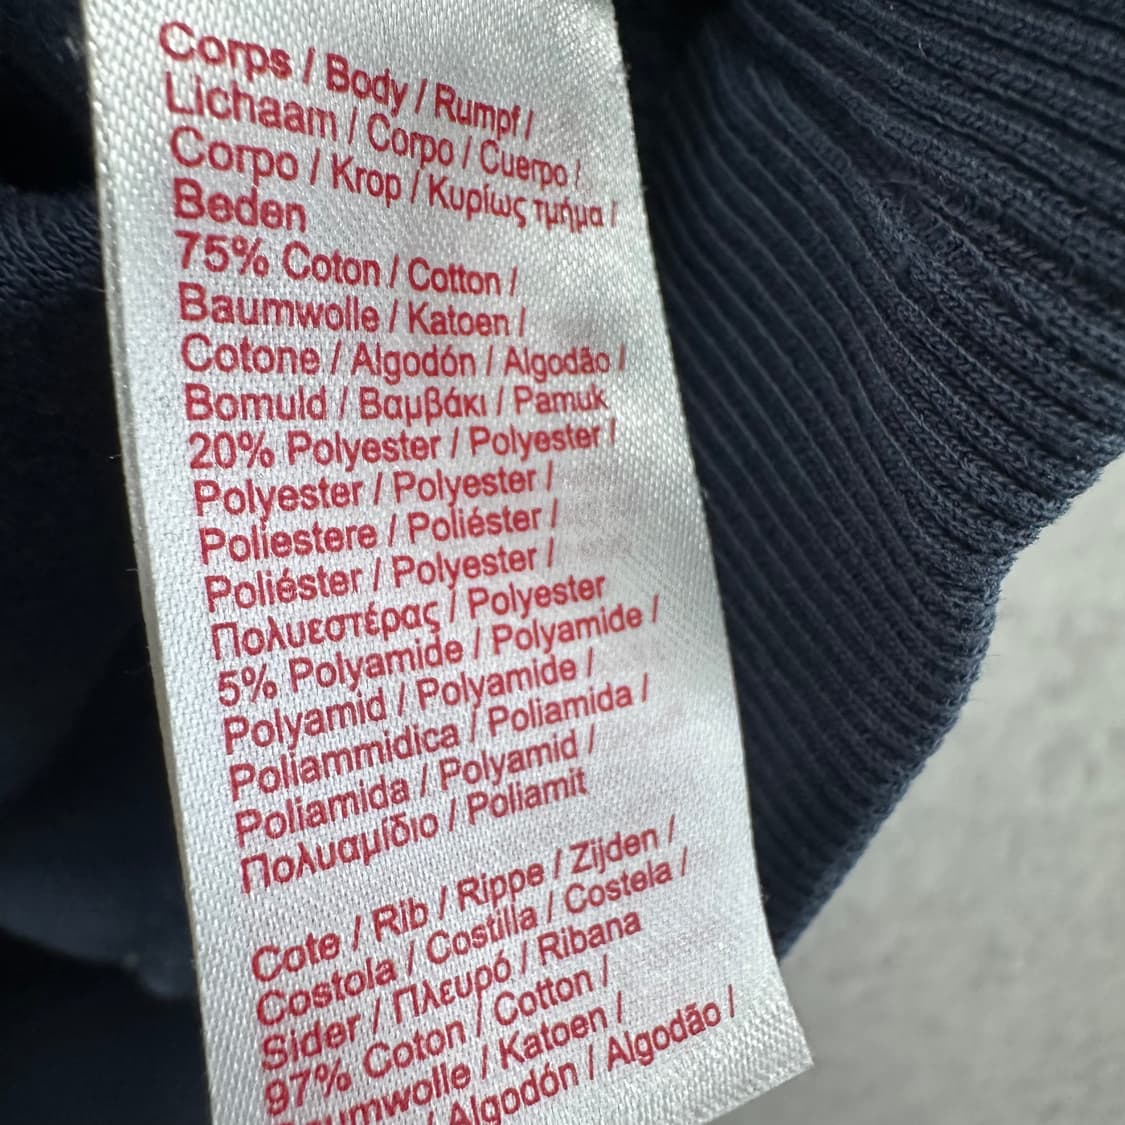 Corps / Body / Rumpf /
Lichaam / Corpo / Cuerpo /
Corpo / Krop / Κυρίως τμήμα /
Beden
75% Coton / Cotton /
Baumwolle / Katoen /
Cotone / Algodón / Algodão /
Bomuld / Βαμβάκι / Pamuk
20% Polyester / Polyester /
Polyester / Polyester /
Poliestere / Poliéster /
Poliéster / Polyester /
Πολυεστέρας / Polyester
5% Polyamide / Polyamide /
Polyamid / Polyamide /
Poliammidica / Poliamida /
Poliamida / Polyamid /
Πολυαμίδιο / Poliamit
Cote / Rib / Rippe / Zijden /
Costola / Costilla / Costela /
Sider / Πλευρό / Ribana
97% Coton / Cotton /
Baumwolle / Katoen /
/ Algodón / Algodão /